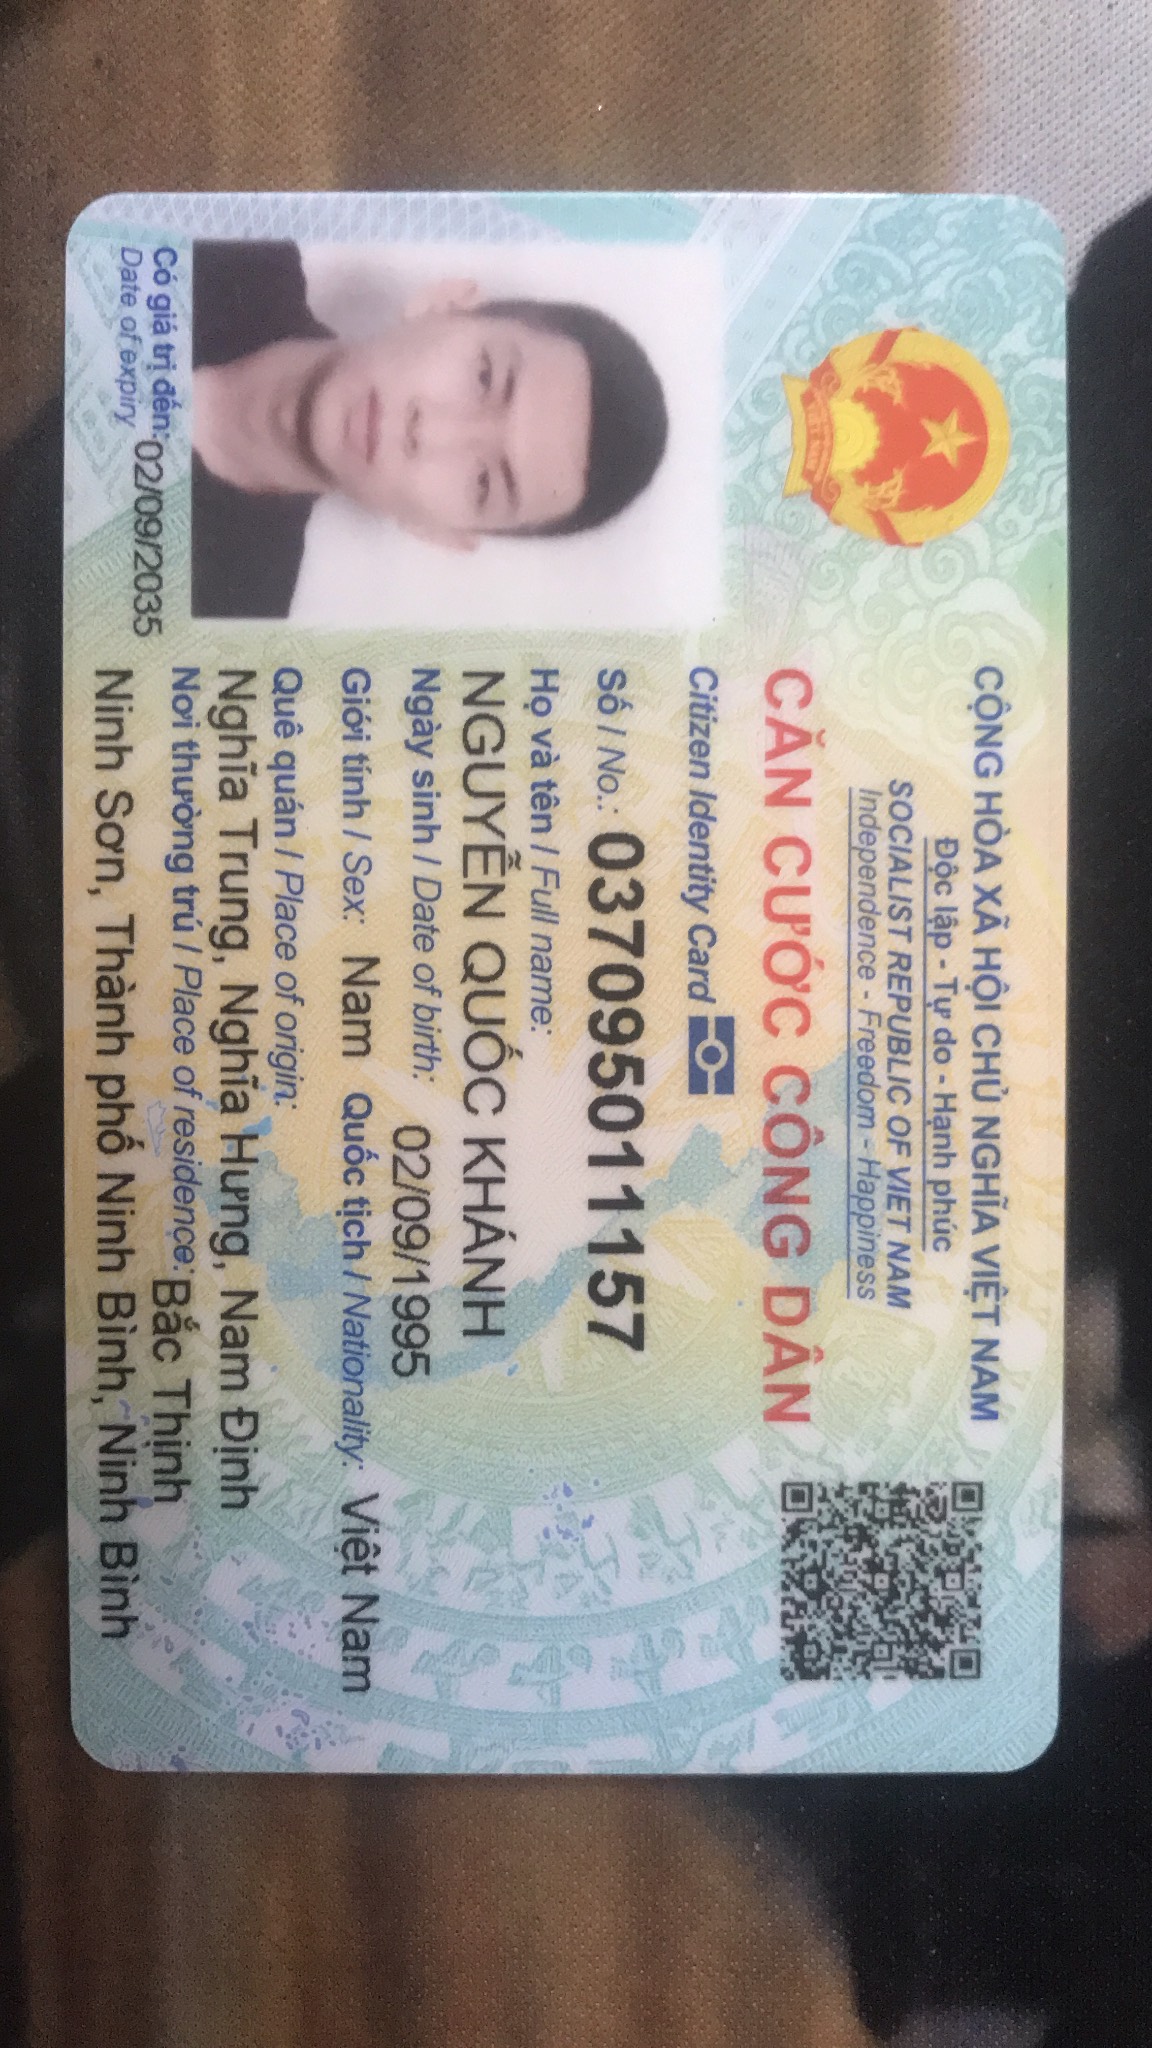 CỘNG HÒA XÃ HỘI CHỦ NGHĨA VIỆT NAM
Độc lập - Tự do - Hạnh phúc
SOCIALIST REPUBLIC OF VIET NAM
Independence - Freedom - Happiness
CĂN CƯỚC CÔNG DÂN
Citizen Identity Card
Số / No.: 037095011157
Họ và tên / Full name:
NGUYỄN QUỐC KHÁNH
Ngày sinh / Date of birth: 02/09/1995
Giới tính / Sex: Nam Quốc tịch / Nationality: Việt Nam
Quê quán / Place of origin:
Nghĩa Trung, Nghĩa Hưng, Nam Định
Nơi thường trú / Place of residence: Bắc Thịnh
Ninh Sơn, Thành phố Ninh Bình, Ninh Bình
Có giá trị đến: 02/09/2035
Date of expiry